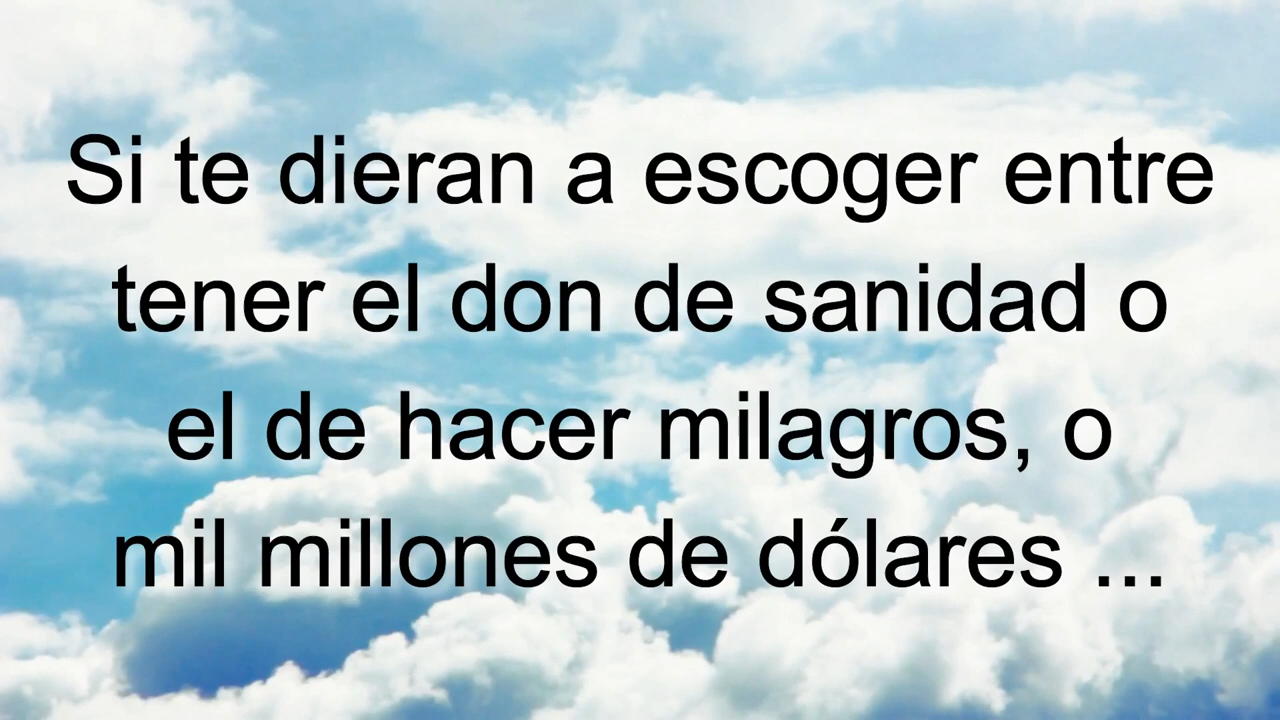 Si te dieran a escoger entre
tener el don de sanidad o
el de hacer milagros, o
mil millones de dólares ...